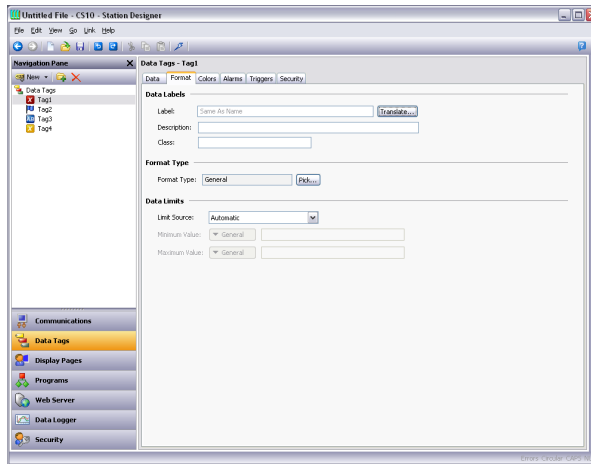 Untitled File - CS10 - Station Designer
File Edit View Go Link Help
Navigation Pane
Data Tags - Tag1
New
Data Format Colors Alarms Triggers Security
Data Tags
Tag1
Tag2
Tag3
Tag4
Data Labels
Label: Same As Name Translate...
Description:
Class:
Format Type
Format Type: General Pick...
Data Limits
Limit Source: Automatic
Minimum Value: General
Maximum Value: General
Communications
Data Tags
Display Pages
Programs
Web Server
Data Logger
Security
Errors Circular CAPS